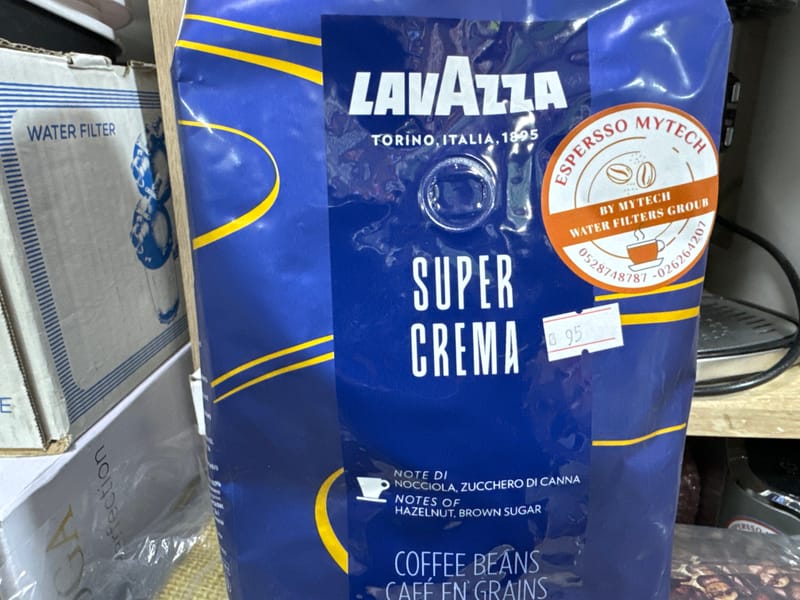 LAVAZZA
TORINO, ITALIA, 1895
SUPER
CREMA
NOTE DI
NOCCIOLA, ZUCCHERO DI CANNA
NOTES OF
HAZELNUT, BROWN SUGAR
COFFEE BEANS
CAFÉ EN GRAINS
ESPERSSO MYTECH
BY MYTECH
WATER FILTERS GROUB
0528748787 -026264207
95
WATER FILTER